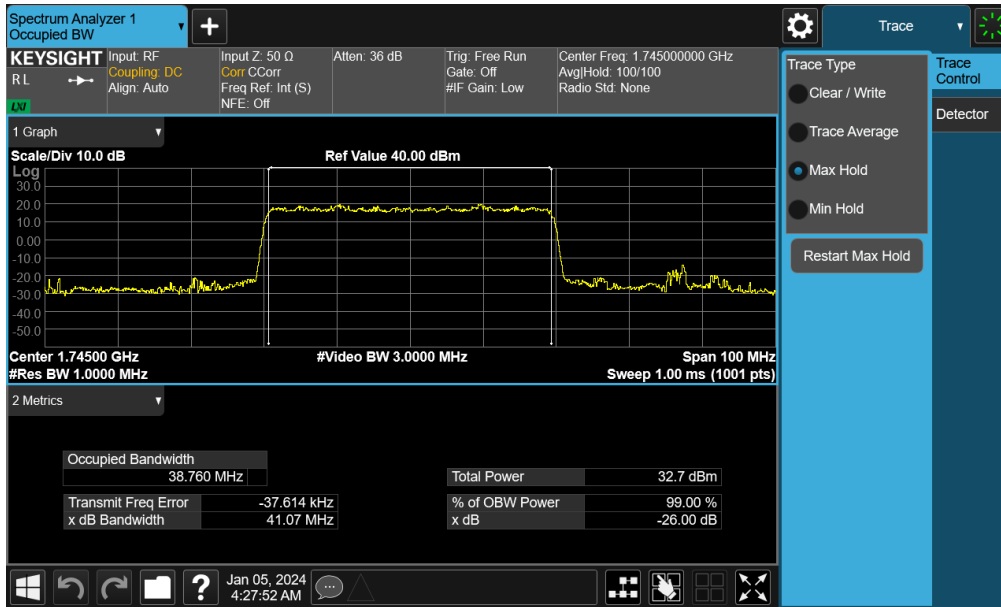 Spectrum Analyzer 1
Occupied BW
+
Trace
KEYSIGHT
R L
LXI
Input: RF
Coupling: DC
Align: Auto
Input Z: 50 Ω
Corr CCorr
Freq Ref: Int (S)
NFE: Off
Atten: 36 dB
Trig: Free Run
Gate: Off
#IF Gain: Low
Center Freq: 1.745000000 GHz
Avg|Hold: 100/100
Radio Std: None
Trace Type
Clear / Write
Trace Average
Max Hold
Min Hold
Restart Max Hold
Trace
Control
Detector
1 Graph
Scale/Div 10.0 dB
Ref Value 40.00 dBm
Log
30.0
20.0
10.0
0.00
-10.0
-20.0
-30.0
-40.0
-50.0
Center 1.74500 GHz
#Video BW 3.0000 MHz
Span 100 MHz
#Res BW 1.0000 MHz
Sweep 1.00 ms (1001 pts)
2 Metrics
Occupied Bandwidth
38.760 MHz
Total Power 32.7 dBm
Transmit Freq Error -37.614 kHz
% of OBW Power 99.00 %
x dB Bandwidth 41.07 MHz
x dB -26.00 dB
?
Jan 05, 2024
4:27:52 AM